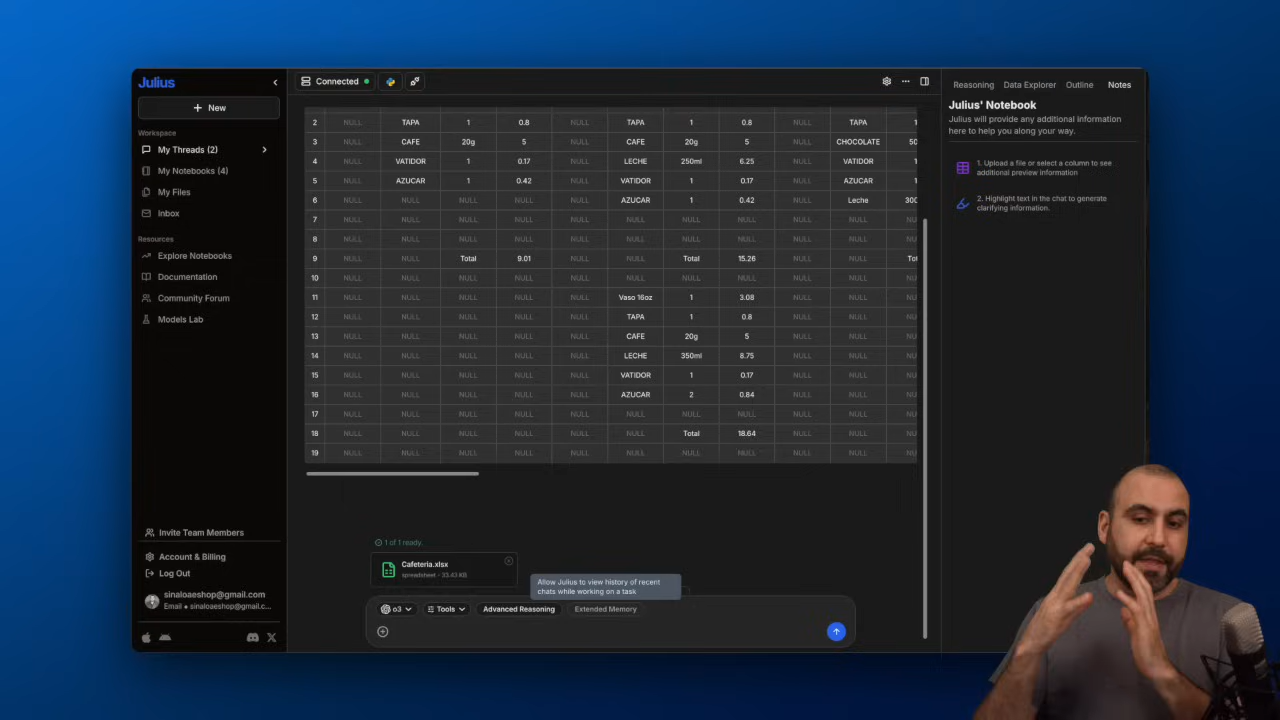 Julius
New
Workspace
My Threads (2)
My Notebooks (4)
My Files
Inbox
Resources
Explore Notebooks
Documentation
Community Forum
Models Lab
Invite Team Members
Account & Billing
Log Out
sinaloaeshop@gmail.com
Email • sinaloaeshop@gmail.c...
Connected
2 NULL TAPA 1 0.8 NULL TAPA 1 0.8 NULL TAPA
3 NULL CAFE 20g 5 NULL CAFE 20g 5 NULL CHOCOLATE
4 NULL VATIDOR 1 0.17 NULL LECHE 250ml 6.25 NULL VATIDOR
5 NULL AZUCAR 1 0.42 NULL VATIDOR 1 0.17 NULL AZUCAR
6 NULL NULL NULL NULL NULL AZUCAR 1 0.42 NULL Leche
7 NULL NULL NULL NULL NULL NULL NULL NULL NULL NULL
8 NULL NULL NULL NULL NULL NULL NULL NULL NULL NULL
9 NULL NULL Total 9.01 NULL NULL Total 15.26 NULL NULL
10 NULL NULL NULL NULL NULL NULL NULL NULL NULL NULL
11 NULL NULL NULL NULL NULL Vaso 16oz 1 3.08 NULL NULL
12 NULL NULL NULL NULL NULL TAPA 1 0.8 NULL NULL
13 NULL NULL NULL NULL NULL CAFE 20g 5 NULL NULL
14 NULL NULL NULL NULL NULL LECHE 350ml 8.75 NULL NULL
15 NULL NULL NULL NULL NULL VATIDOR 1 0.17 NULL NULL
16 NULL NULL NULL NULL NULL AZUCAR 2 0.84 NULL NULL
17 NULL NULL NULL NULL NULL NULL NULL NULL NULL NULL
18 NULL NULL NULL NULL NULL NULL Total 18.64 NULL NULL
19 NULL NULL NULL NULL NULL NULL NULL NULL NULL NULL
1 of 1 ready.
Cafeteria.xlsx
spreadsheet - 33.43 KB
Allow Julius to view history of recent
chats while working on a task
o3 Tools Advanced Reasoning Extended Memory
Reasoning Data Explorer Outline Notes
Julius' Notebook
Julius will provide any additional information
here to help you along your way.
1. Upload a file or select a column to see
additional preview information
2. Highlight text in the chat to generate
clarifying information.